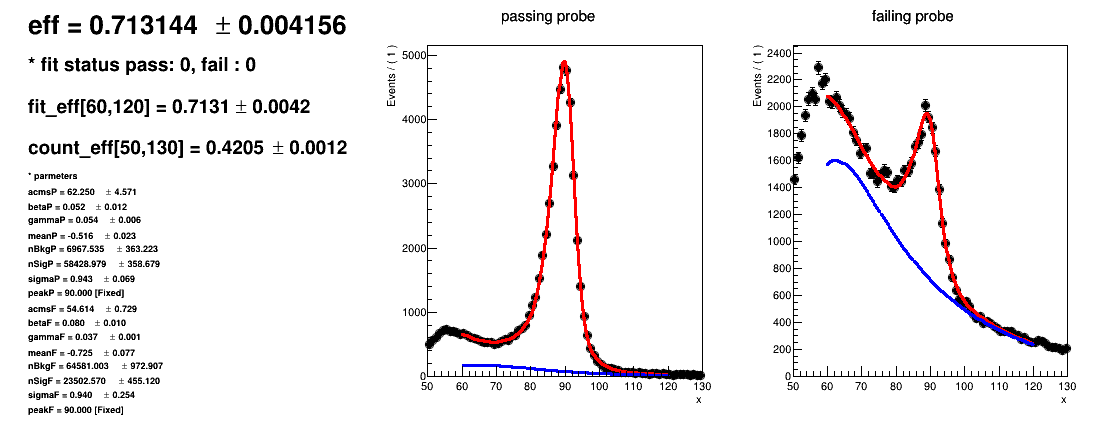 eff = 0.713144 ± 0.004156
* fit status pass: 0, fail : 0
fit_eff[60,120] = 0.7131 ± 0.0042
count_eff[50,130] = 0.4205 ± 0.0012
* parmeters
acmsP = 62.250 ± 4.571
betaP = 0.052 ± 0.012
gammaP = 0.054 ± 0.006
meanP = -0.516 ± 0.023
nBkgP = 6967.535 ± 363.223
nSigP = 58428.979 ± 358.679
sigmaP = 0.943 ± 0.069
peakP = 90.000 [Fixed]
acmsF = 54.614 ± 0.729
betaF = 0.080 ± 0.010
gammaF = 0.037 ± 0.001
meanF = -0.725 ± 0.077
nBkgF = 64581.003 ± 972.907
nSigF = 23502.570 ± 455.120
sigmaF = 0.940 ± 0.254
peakF = 90.000 [Fixed]
passing probe
Events / ( 1 )
5000
4000
3000
2000
1000
0
50 60 70 80 90 100 110 120 130
x
failing probe
Events / ( 1 )
2400
2200
2000
1800
1600
1400
1200
1000
800
600
400
200
0
50 60 70 80 90 100 110 120 130
x